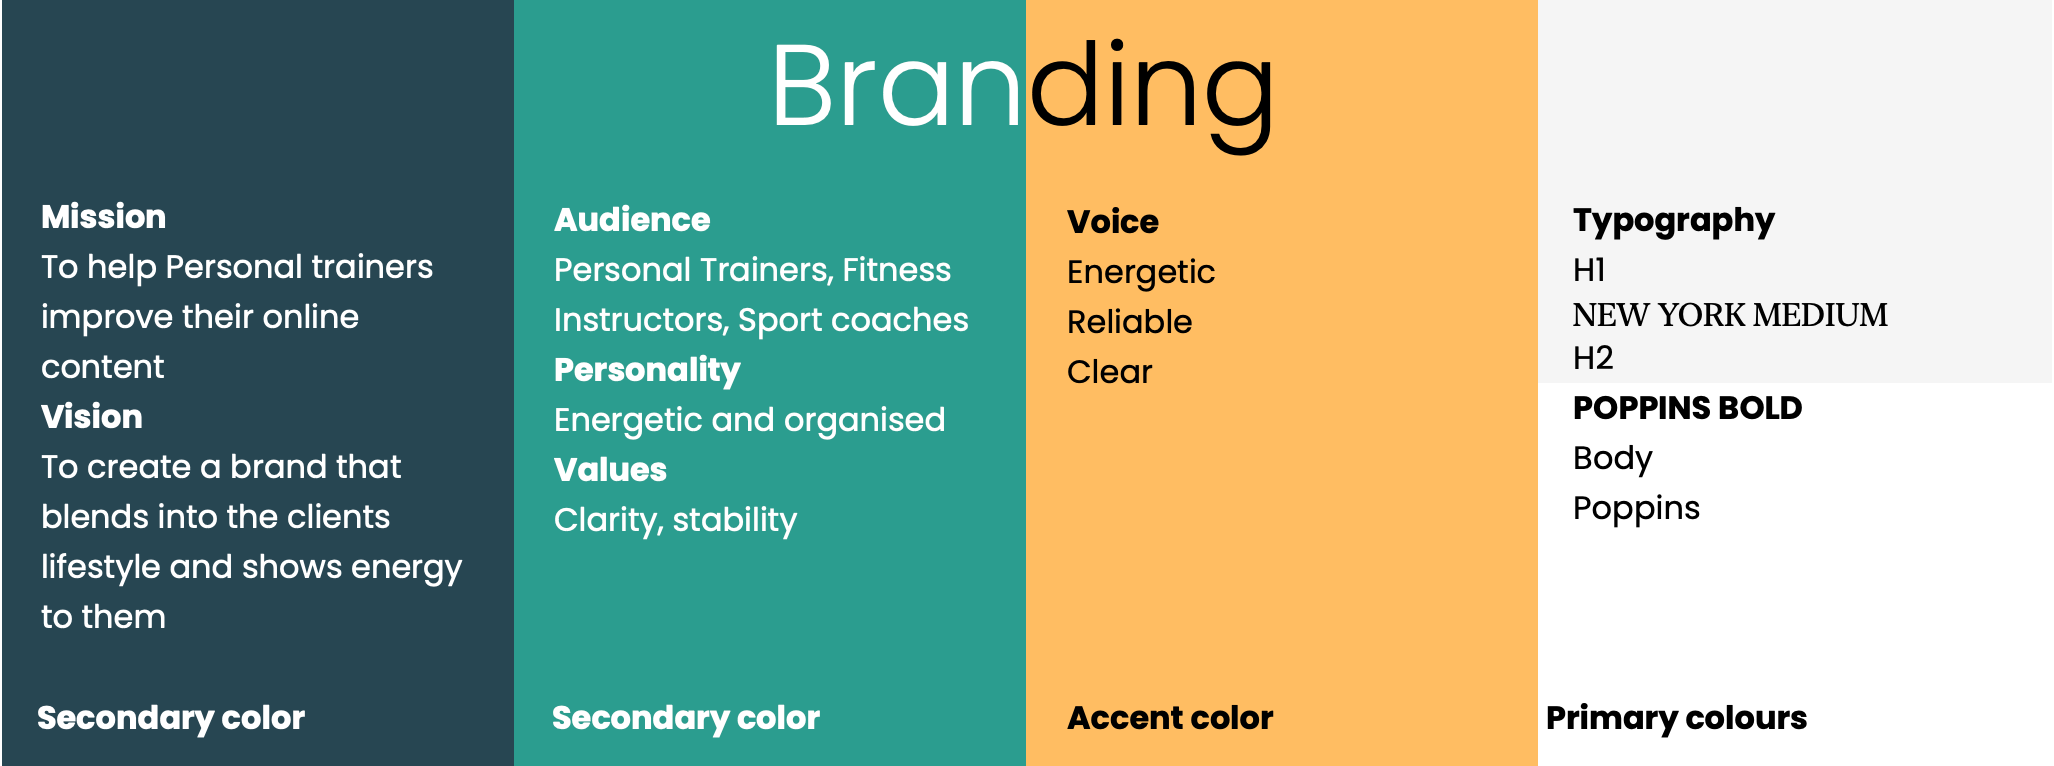 Branding
Mission
To help Personal trainers
improve their online
content
Vision
To create a brand that
blends into the clients
lifestyle and shows energy
to them
Secondary color
Audience
Personal Trainers, Fitness
Instructors, Sport coaches
Personality
Energetic and organised
Values
Clarity, stability
Secondary color
Voice
Energetic
Reliable
Clear
Accent color
Typography
H1
NEW YORK MEDIUM
H2
POPPINS BOLD
Body
Poppins
Primary colours